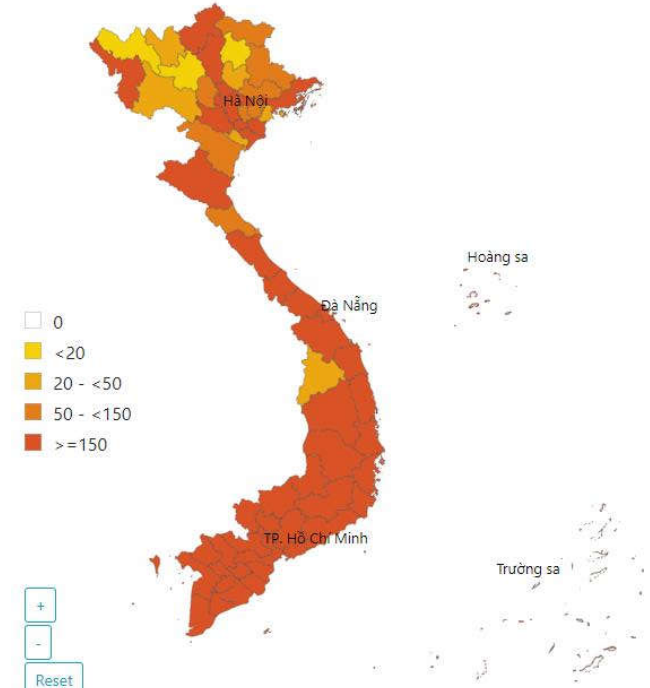 Hà Nội
Hoàng sa
Đà Nẵng
0
<20
20 - <50
50 - <150
>=150
TP. Hồ Chí Minh
Trường sa
+
-
Reset